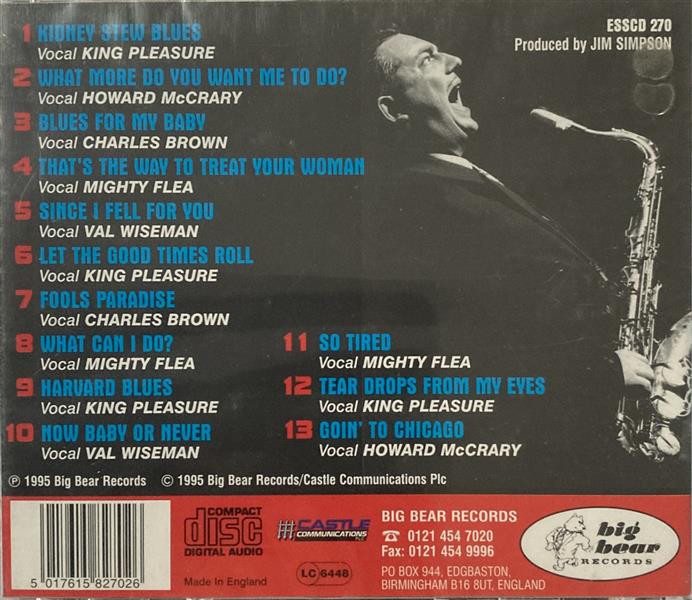 1 KIDNEY STEW BLUES
Vocal KING PLEASURE
2 WHAT MORE DO YOU WANT ME TO DO?
Vocal HOWARD McCRARY
3 BLUES FOR MY BABY
Vocal CHARLES BROWN
4 THAT'S THE WAY TO TREAT YOUR WOMAN
Vocal MIGHTY FLEA
5 SINCE I FELL FOR YOU
Vocal VAL WISEMAN
6 LET THE GOOD TIMES ROLL
Vocal KING PLEASURE
7 FOOLS PARADISE
Vocal CHARLES BROWN
8 WHAT CAN I DO?
Vocal MIGHTY FLEA
9 HARVARD BLUES
Vocal KING PLEASURE
10 NOW BABY OR NEVER
Vocal VAL WISEMAN
11 SO TIRED
Vocal MIGHTY FLEA
12 TEAR DROPS FROM MY EYES
Vocal KING PLEASURE
13 GOIN' TO CHICAGO
Vocal HOWARD McCRARY
ESSCD 270
Produced by JIM SIMPSON
℗ 1995 Big Bear Records © 1995 Big Bear Records/Castle Communications Plc
5 017615 827026
COMPACT
disc
DIGITAL AUDIO
CASTLE
COMMUNICATIONS
Made in England
LC 6448
BIG BEAR RECORDS
☎ 0121 454 7020
Fax: 0121 454 9996
PO BOX 944, EDGBASTON,
BIRMINGHAM B16 8UT, ENGLAND
big
bear
RECORDS